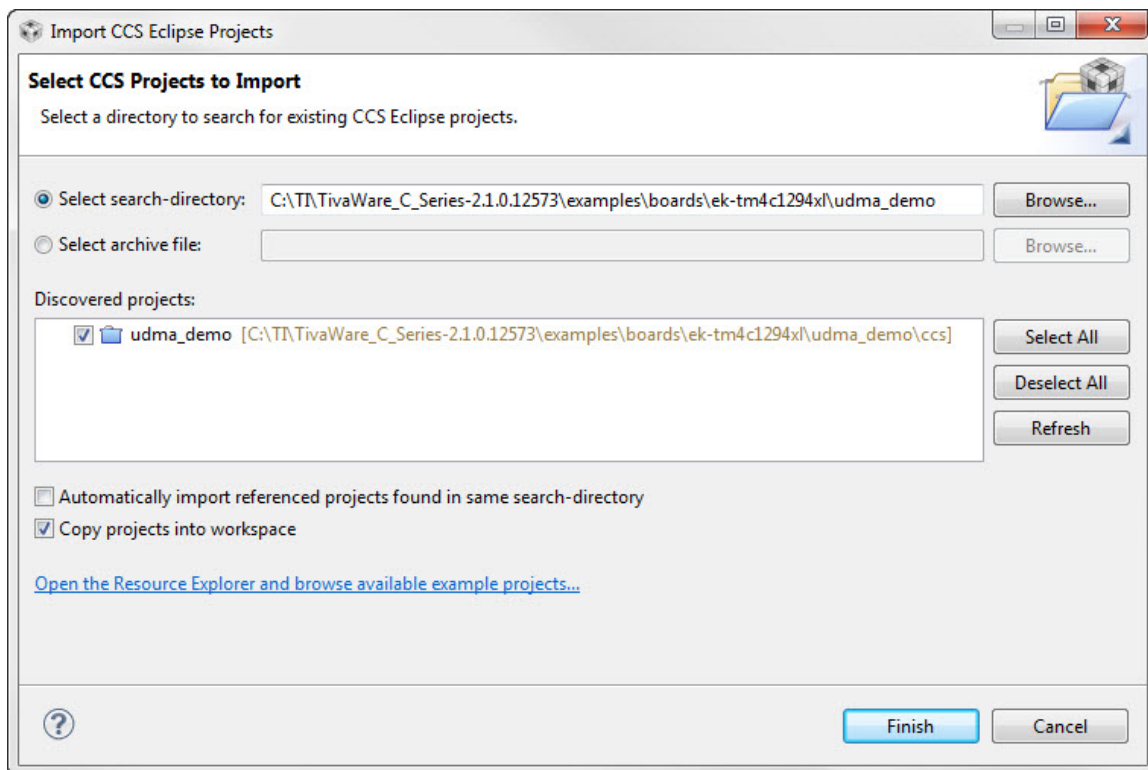 Import CCS Eclipse Projects
Select CCS Projects to Import
Select a directory to search for existing CCS Eclipse projects.
Select search-directory: C:\TI\TivaWare_C_Series-2.1.0.12573\examples\boards\ek-tm4c1294xl\udma_demo Browse...
Select archive file: Browse...
Discovered projects:
udma_demo [C:\TI\TivaWare_C_Series-2.1.0.12573\examples\boards\ek-tm4c1294xl\udma_demo\ccs] Select All
Deselect All
Refresh
Automatically import referenced projects found in same search-directory
Copy projects into workspace
Open the Resource Explorer and browse available example projects...
? Finish Cancel